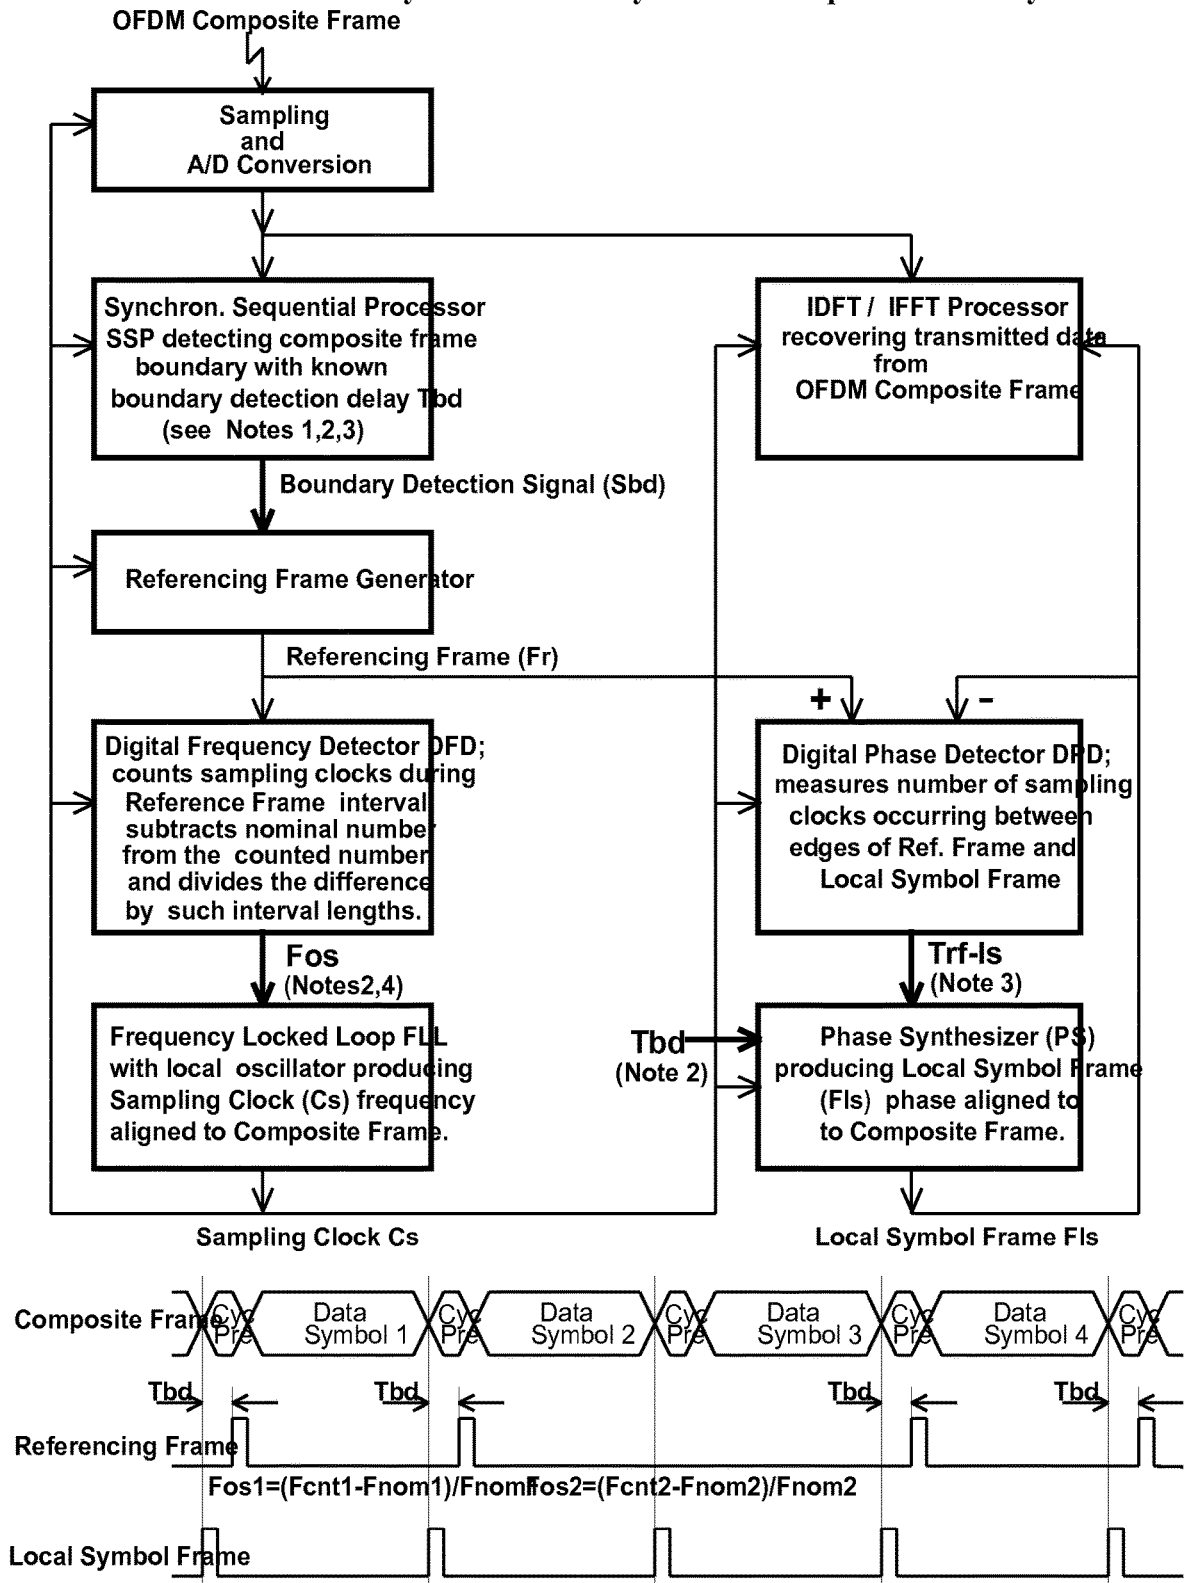 OFDM Composite Frame
Sampling
and
A/D Conversion
Synchron. Sequential Processor
SSP detecting composite frame
boundary with known
boundary detection delay Tbd
(see Notes 1,2,3)
IDFT / IFFT Processor
recovering transmitted data
from
OFDM Composite Frame
Boundary Detection Signal (Sbd)
Referencing Frame Generator
Referencing Frame (Fr)
+
-
Digital Frequency Detector DFD;
counts sampling clocks during
Reference Frame interval
subtracts nominal number
from the counted number
and divides the difference
by such interval lengths.
Digital Phase Detector DPD;
measures number of sampling
clocks occurring between
edges of Ref. Frame and
Local Symbol Frame
Fos
(Notes2,4)
Trf-ls
(Note 3)
Frequency Locked Loop FLL
with local oscillator producing
Sampling Clock (Cs) frequency
aligned to Composite Frame.
Tbd
(Note 2)
Phase Synthesizer (PS)
producing Local Symbol Frame
(Fls) phase aligned to
to Composite Frame.
Sampling Clock Cs
Local Symbol Frame Fls
Composite Frame
Cyc
Pre
Data
Symbol 1
Cyc
Pre
Data
Symbol 2
Cyc
Pre
Data
Symbol 3
Cyc
Pre
Data
Symbol 4
Cyc
Pre
Tbd
Tbd
Tbd
Tbd
Referencing Frame
Fos1=(Fcnt1-Fnom1)/Fnom1
Fos2=(Fcnt2-Fnom2)/Fnom2
Local Symbol Frame